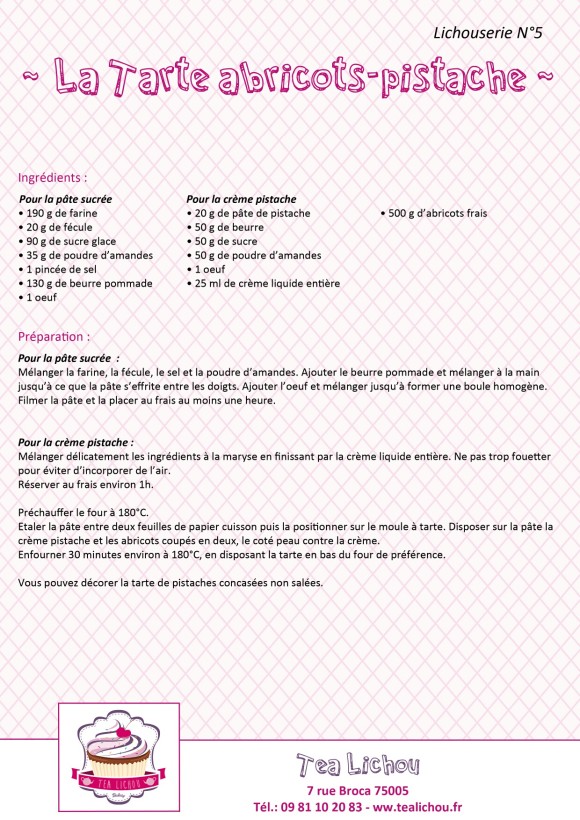 Lichouserie N°5
~ La Tarte abricots-pistache ~
Ingrédients :
Pour la pâte sucrée
• 190 g de farine
• 20 g de fécule
• 90 g de sucre glace
• 35 g de poudre d’amandes
• 1 pincée de sel
• 130 g de beurre pommade
• 1 oeuf
Pour la crème pistache
• 20 g de pâte de pistache
• 50 g de beurre
• 50 g de sucre
• 50 g de poudre d’amandes
• 1 oeuf
• 25 ml de crème liquide entière
• 500 g d’abricots frais
Préparation :
Pour la pâte sucrée :
Mélanger la farine, la fécule, le sel et la poudre d’amandes. Ajouter le beurre pommade et mélanger à la main
jusqu’à ce que la pâte s’effrite entre les doigts. Ajouter l’oeuf et mélanger jusqu’à former une boule homogène.
Filmer la pâte et la placer au frais au moins une heure.
Pour la crème pistache :
Mélanger délicatement les ingrédients à la maryse en finissant par la crème liquide entière. Ne pas trop fouetter
pour éviter d’incorporer de l’air.
Réserver au frais environ 1h.
Préchauffer le four à 180°C.
Etaler la pâte entre deux feuilles de papier cuisson puis la positionner sur le moule à tarte. Disposer sur la pâte la
crème pistache et les abricots coupés en deux, le coté peau contre la crème.
Enfourner 30 minutes environ à 180°C, en disposant la tarte en bas du four de préférence.
Vous pouvez décorer la tarte de pistaches concasées non salées.
TEA LICHOU
Bakery
Tea Lichou
7 rue Broca 75005
Tél.: 09 81 10 20 83 - www.tealichou.fr